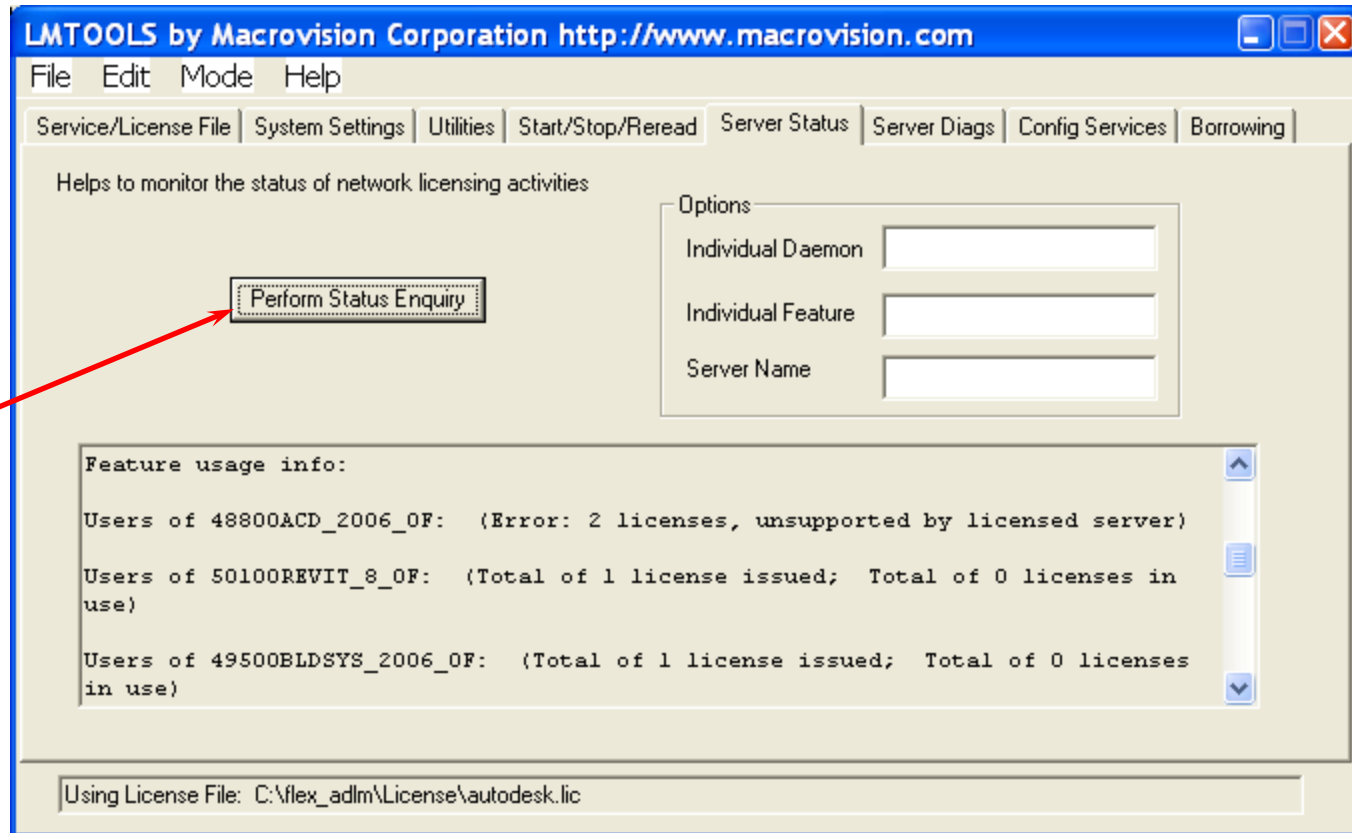 LMTOOLS by Macrovision Corporation http://www.macrovision.com
File Edit Mode Help
Service/License File System Settings Utilities Start/Stop/Reread Server Status Server Diags Config Services Borrowing
Helps to monitor the status of network licensing activities
Options
Individual Daemon
Perform Status Enquiry
Individual Feature
Server Name
Feature usage info:
Users of 48800ACD_2006_0F: (Error: 2 licenses, unsupported by licensed server)
Users of 50100REVIT_8_0F: (Total of 1 license issued; Total of 0 licenses in
use)
Users of 49500BLDSYS_2006_0F: (Total of 1 license issued; Total of 0 licenses
in use)
Using License File: C:\flex_adlm\License\autodesk.lic